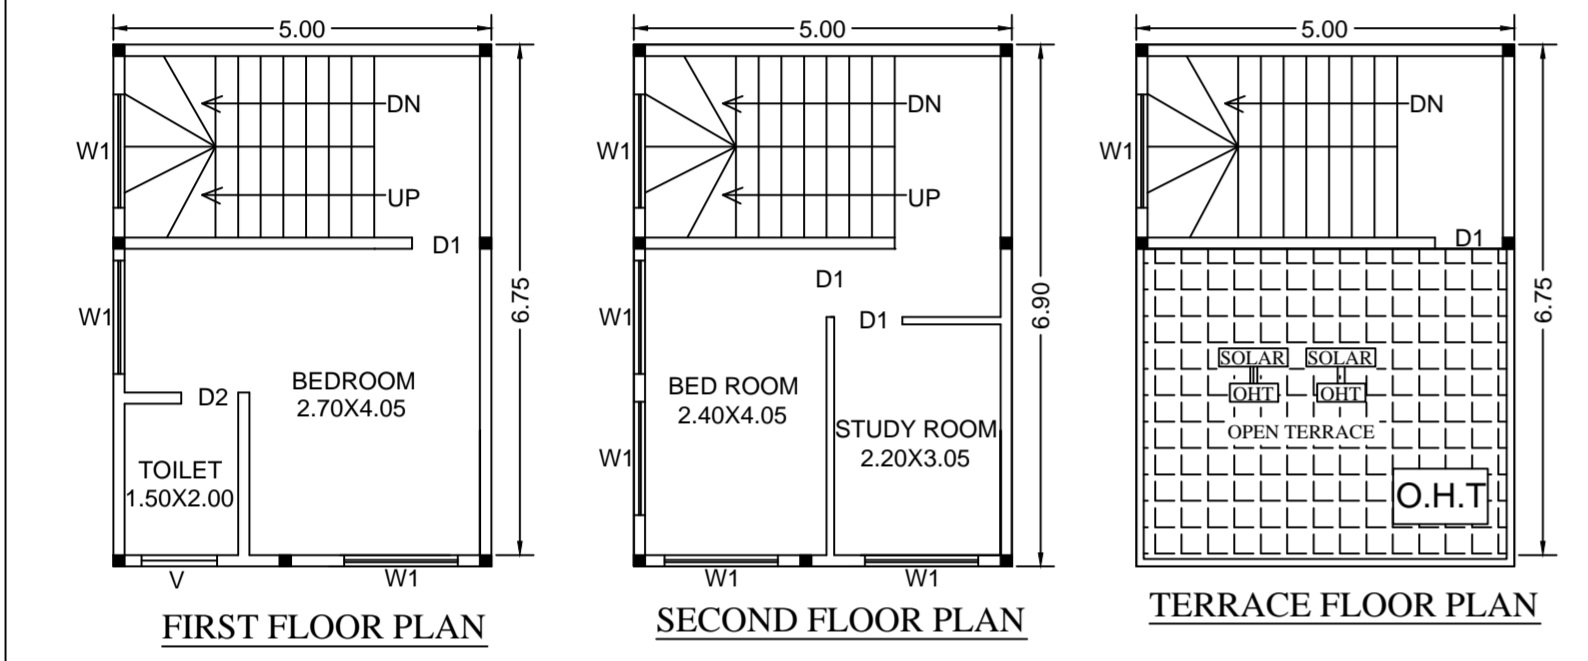 5.00
DN
W1
UP
D1
W1
6.75
BEDROOM
2.70X4.05
D2
TOILET
1.50X2.00
V
W1
FIRST FLOOR PLAN
5.00
DN
W1
UP
D1
W1
D1
6.90
BED ROOM
2.40X4.05
STUDY ROOM
2.20X3.05
W1
W1
W1
SECOND FLOOR PLAN
5.00
DN
W1
D1
6.75
SOLAR
SOLAR
OHT
OHT
OPEN TERRACE
O.H.T
TERRACE FLOOR PLAN